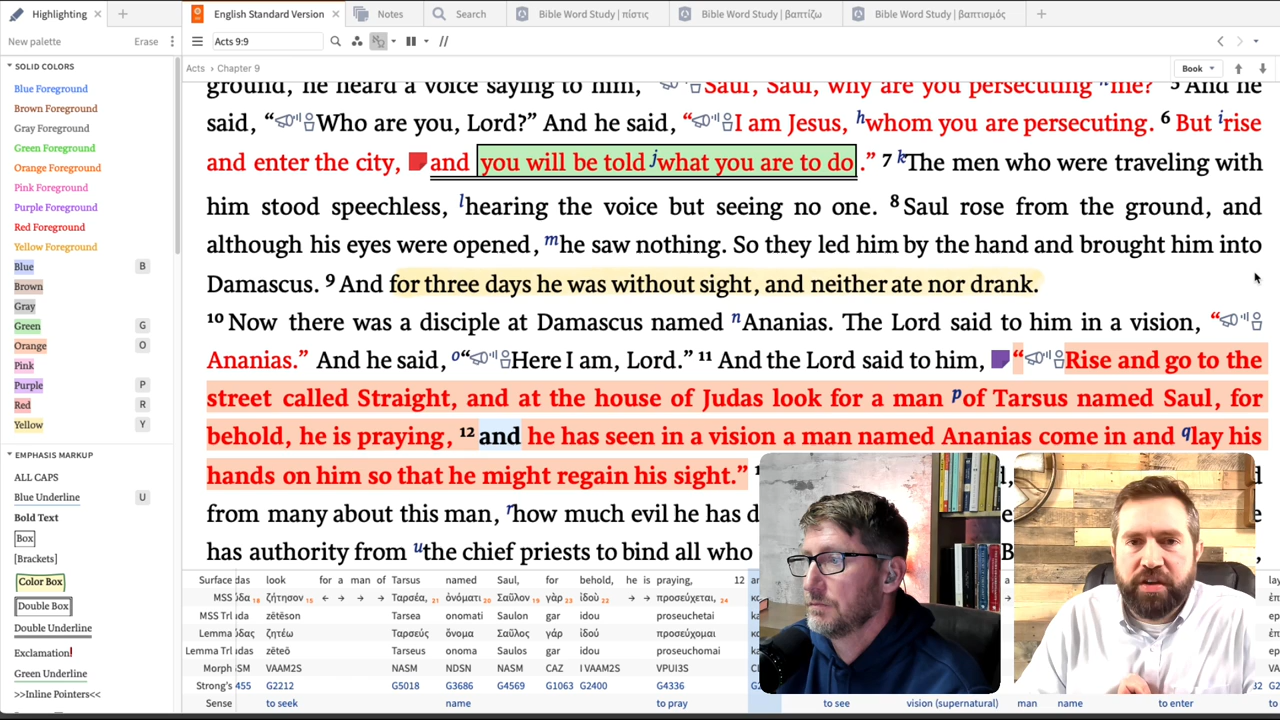 Highlighting
English Standard Version
Notes
Search
Bible Word Study | πίστις
Bible Word Study | βαπτίζω
Bible Word Study | βαπτισμός
New palette
Erase
Acts 9:9
Acts › Chapter 9
Book
SOLID COLORS
Blue Foreground
Brown Foreground
Gray Foreground
Green Foreground
Orange Foreground
Pink Foreground
Purple Foreground
Red Foreground
Yellow Foreground
Blue B
Brown
Gray
Green G
Orange O
Pink
Purple P
Red R
Yellow Y
EMPHASIS MARKUP
ALL CAPS
Blue Underline U
Bold Text
Box
[Brackets]
Color Box
Double Box
Double Underline
Exclamation!
Green Underline
>>Inline Pointers<<
ground, he heard a voice saying to him, “Saul, Saul, why are you persecuting me?” 5 And he
said, “Who are you, Lord?” And he said, “I am Jesus, h whom you are persecuting. 6 But i rise
and enter the city, and you will be told j what you are to do.” 7 k The men who were traveling with
him stood speechless, l hearing the voice but seeing no one. 8 Saul rose from the ground, and
although his eyes were opened, m he saw nothing. So they led him by the hand and brought him into
Damascus. 9 And for three days he was without sight, and neither ate nor drank.
10 Now there was a disciple at Damascus named n Ananias. The Lord said to him in a vision, “
Ananias.” And he said, o “Here I am, Lord.” 11 And the Lord said to him, “Rise and go to the
street called Straight, and at the house of Judas look for a man p of Tarsus named Saul, for
behold, he is praying, 12 and he has seen in a vision a man named Ananias come in and q lay his
hands on him so that he might regain his sight.”
from many about this man, r how much evil he has d
has authority from u the chief priests to bind all who
Surface das look for a man of Tarsus named Saul, for behold, he is praying, 12
MSS ὄδα 18 ζήτησον 15 → → → → Ταρσέα, 21 ὀνόματι 20 Σαῦλον 19 γὰρ 23 ἰδοὺ 22 → → προσεύχεται, 24
MSS Trl ida zētēson Tarsea onomati Saulon gar idou proseuchetai
Lemma ύδας ζητέω Ταρσεύς ὄνομα Σαῦλος γάρ ἰδού προσεύχομαι
Lemma Trl idas zēteō Tarseus onoma Saulos gar idou proseuchomai
Morph SM VAAM2S NASM NDSN NASM CAZ I VAAM2S VPUI3S
Strong's 455 G2212 G5018 G3686 G4569 G1063 G2400 G4336
Sense to seek name to pray to see vision (supernatural) man name to enter